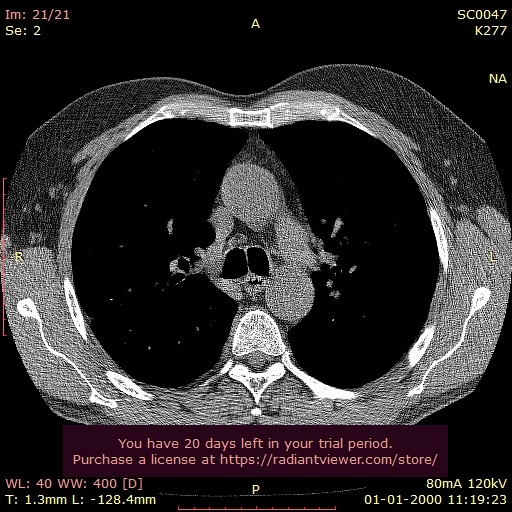 Im: 21/21
Se: 2
A
SC0047
K277
NA
R
L
You have 20 days left in your trial period.
Purchase a license at https://radiantviewer.com/store/
WL: 40 WW: 400 [D]
T: 1.3mm L: -128.4mm
P
80mA 120kV
01-01-2000 11:19:23